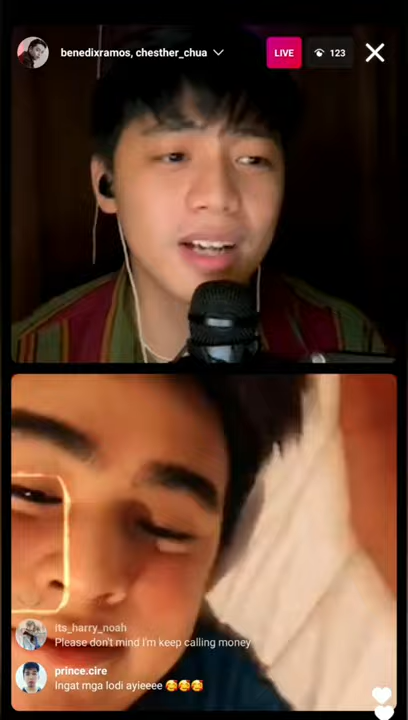 benedixramos, chesther_chua
LIVE
123
its_harry_noah
Please don't mind I'm keep calling money
prince.cire
Ingat mga lodi ayieeee 🥰🥰🥰